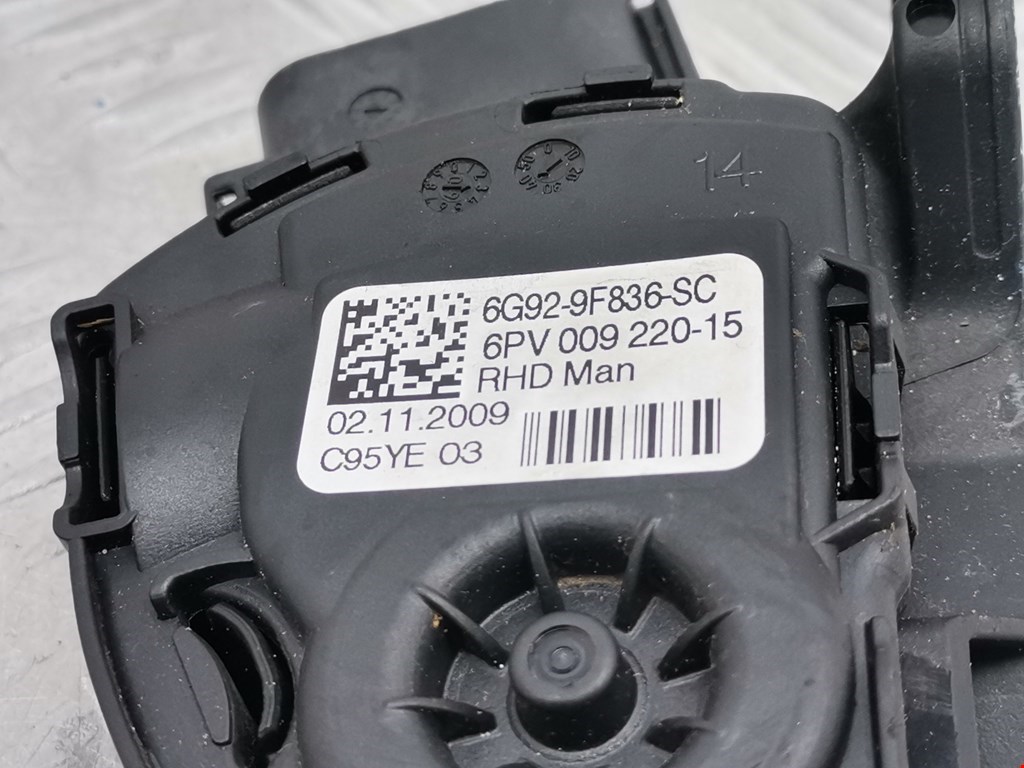 14
6G92-9F836-SC
6PV 009 220-15
RHD Man
02.11.2009
C95YE 03